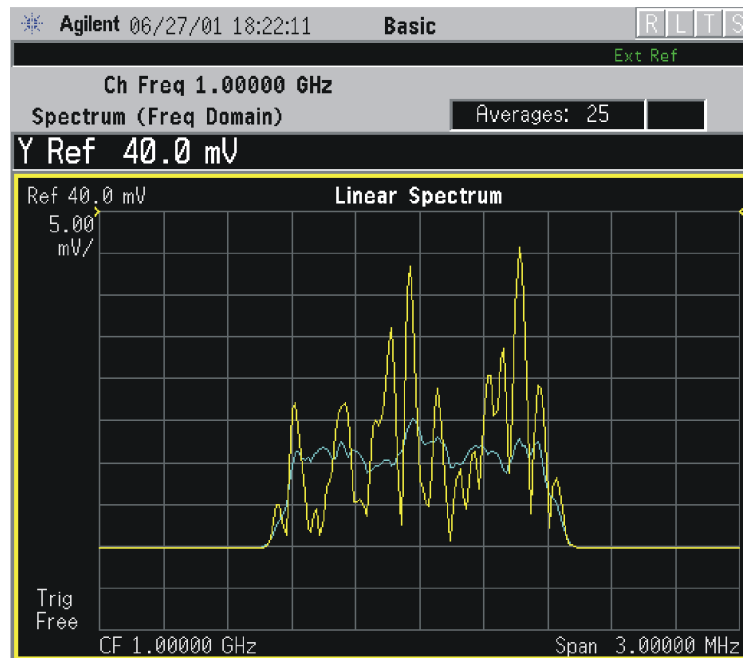 Agilent 06/27/01 18:22:11 Basic R L T S
Ext Ref
Ch Freq 1.00000 GHz
Spectrum (Freq Domain) Averages: 25
Y Ref 40.0 mV
Ref 40.0 mV Linear Spectrum
5.00
mV/
Trig
Free
CF 1.00000 GHz Span 3.00000 MHz